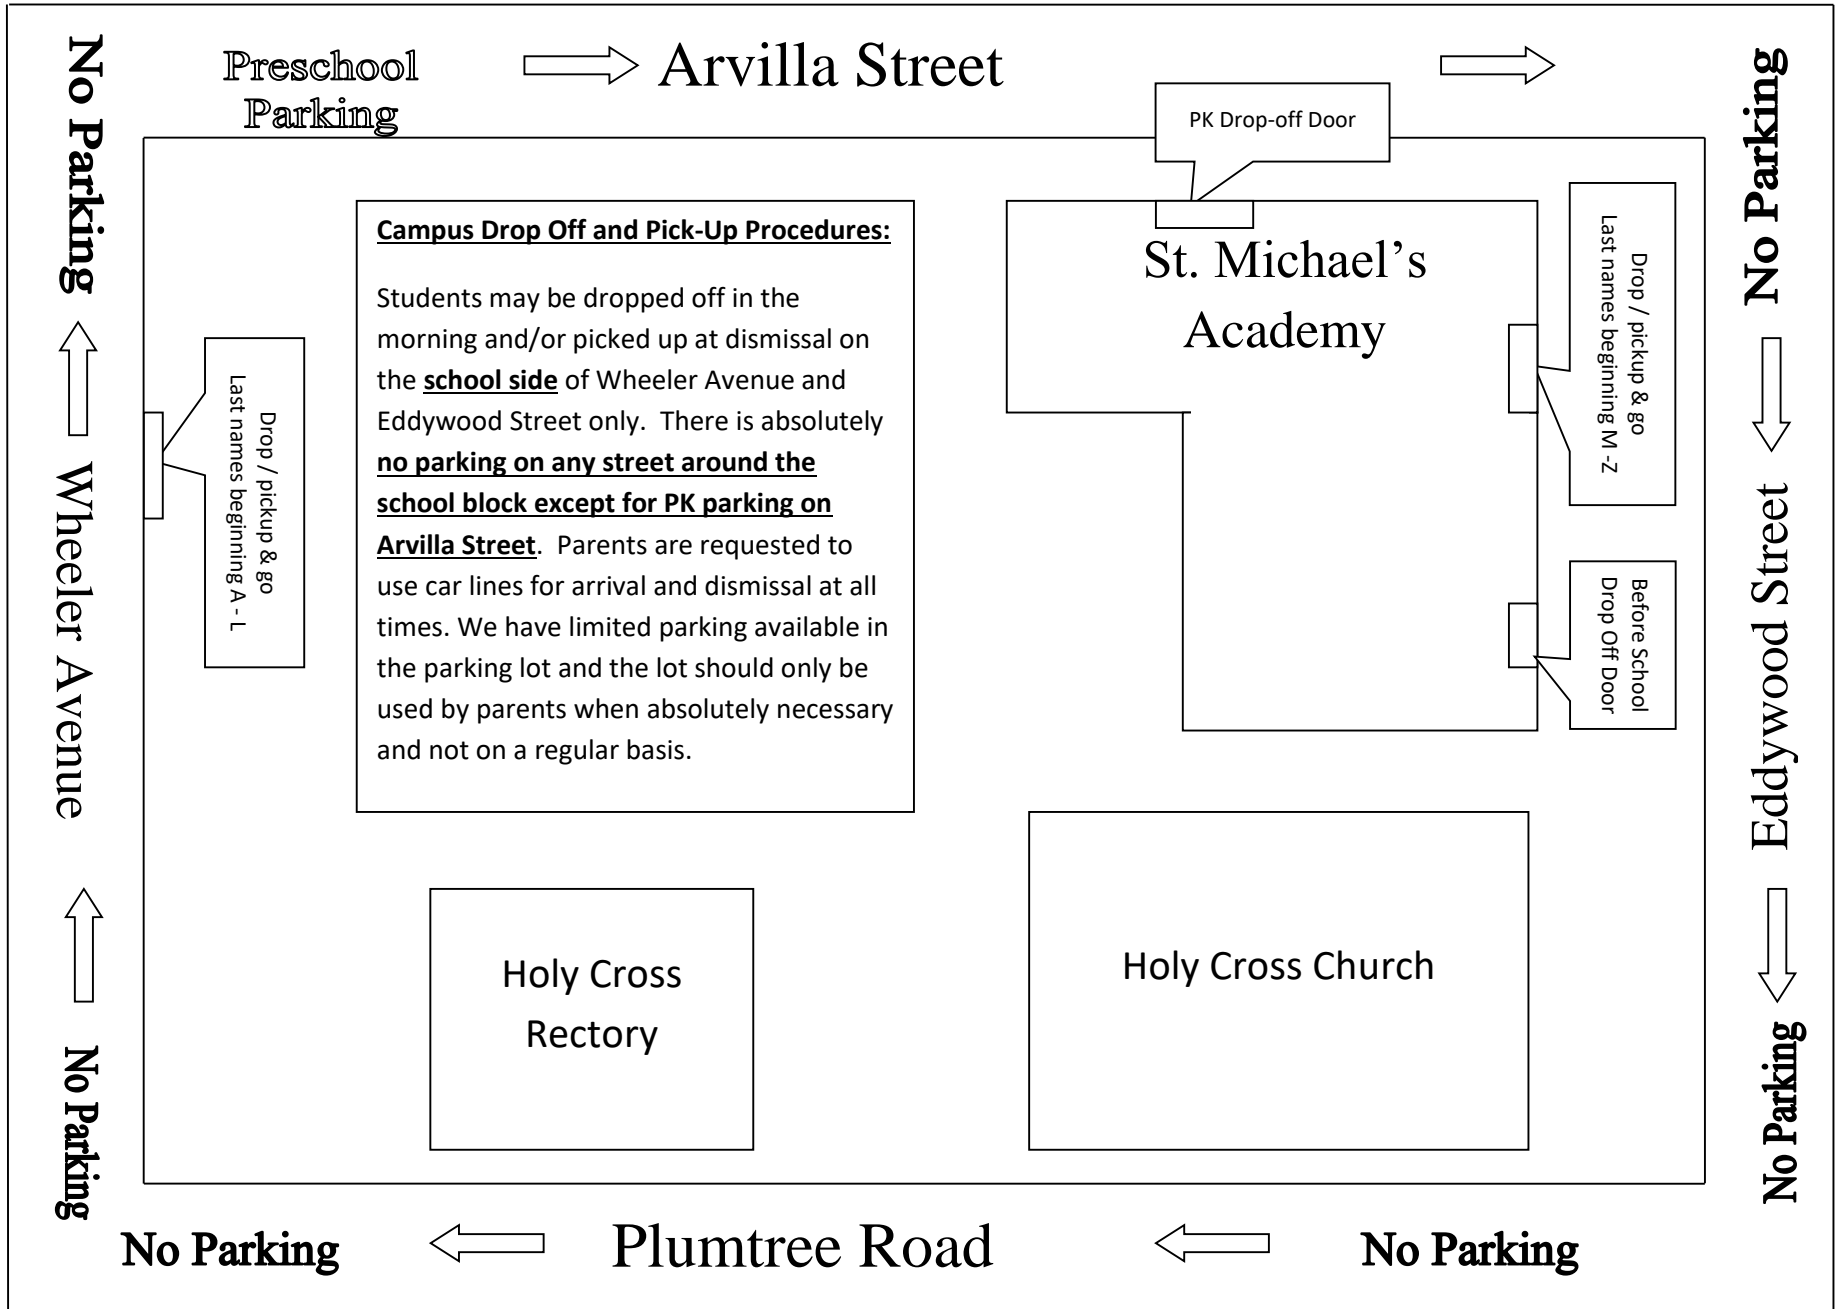 No Parking
Preschool
Parking
Arvilla Street
No Parking
PK Drop-off Door
Campus Drop Off and Pick-Up Procedures:
Students may be dropped off in the
morning and/or picked up at dismissal on
the school side of Wheeler Avenue and
Eddywood Street only.  There is absolutely
no parking on any street around the
school block except for PK parking on
Arvilla Street.  Parents are requested to
use car lines for arrival and dismissal at all
times. We have limited parking available in
the parking lot and the lot should only be
used by parents when absolutely necessary
and not on a regular basis.
St. Michael’s
Academy
Drop / pickup & go
Last names beginning M -Z
Drop / pickup & go
Last names beginning A - L
Wheeler Avenue
Eddywood Street
Before School
Drop Off Door
Holy Cross
Rectory
Holy Cross Church
No Parking
No Parking
No Parking
Plumtree Road
No Parking